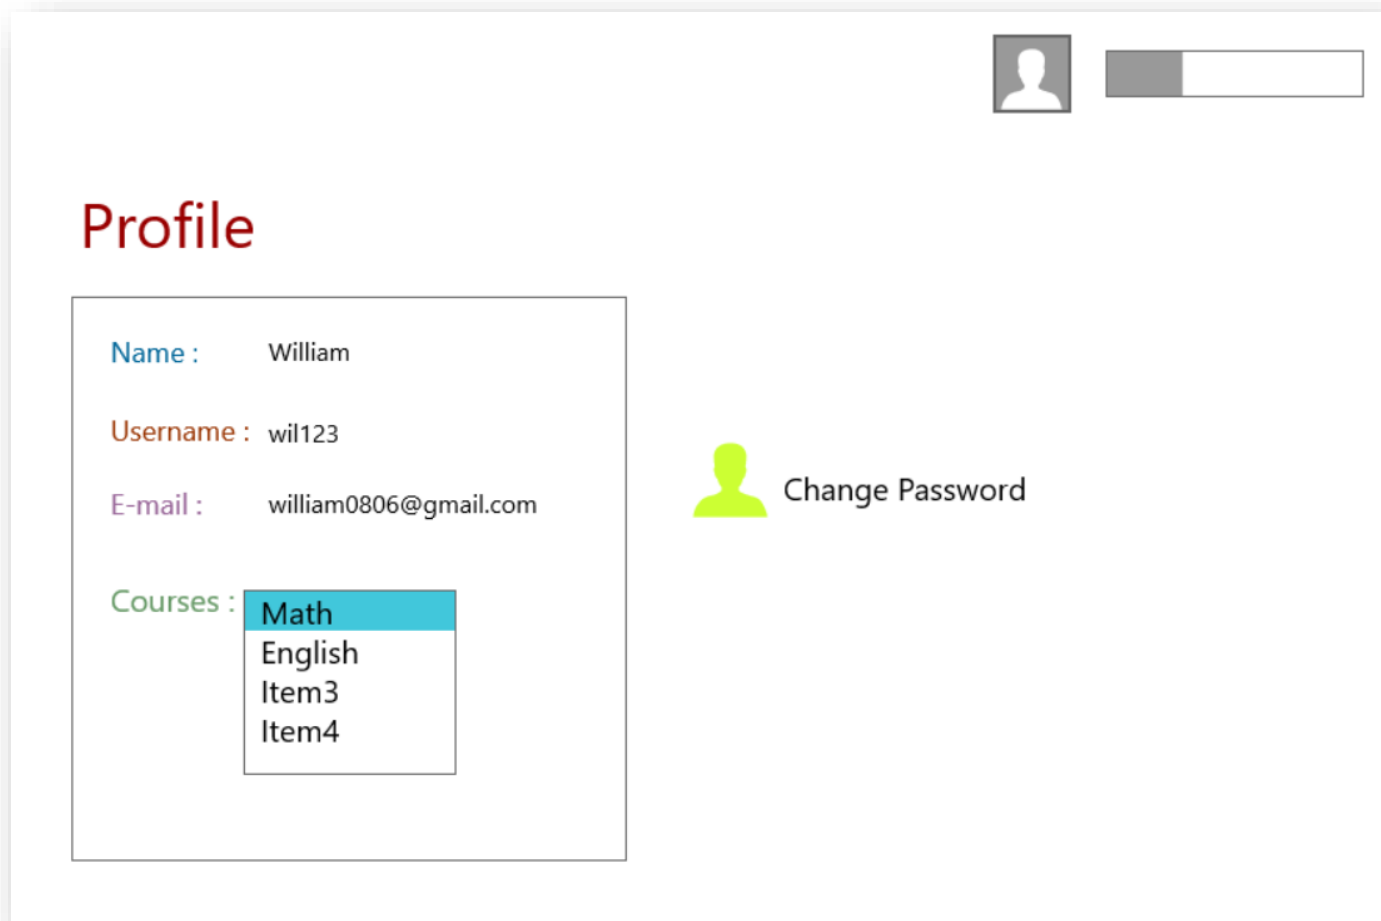 Profile
Name : William
Username : wil123
E-mail : william0806@gmail.com
Change Password
Courses : Math
English
Item3
Item4